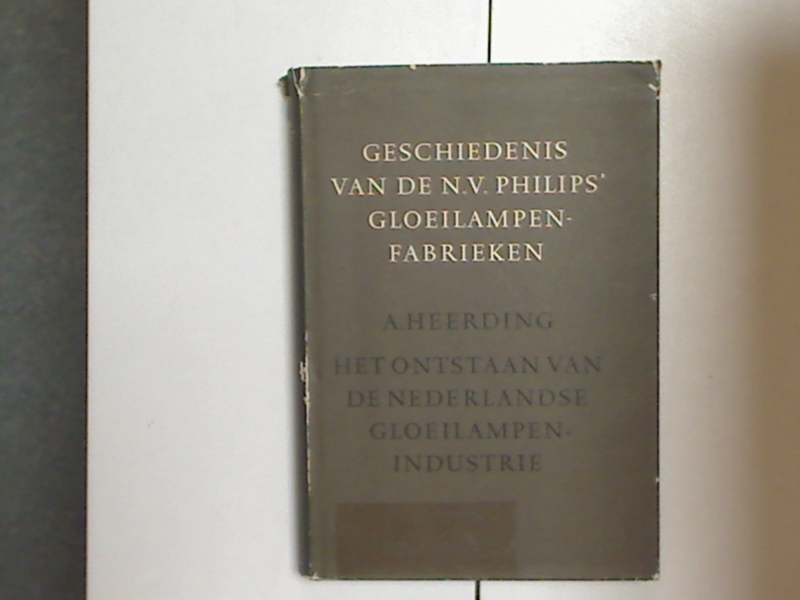 GESCHIEDENIS
VAN DE N.V. PHILIPS'
GLOEILAMPEN-
FABRIEKEN
A. HEERDING
HET ONTSTAAN VAN
DE NEDERLANDSE
GLOEILAMPEN-
INDUSTRIE